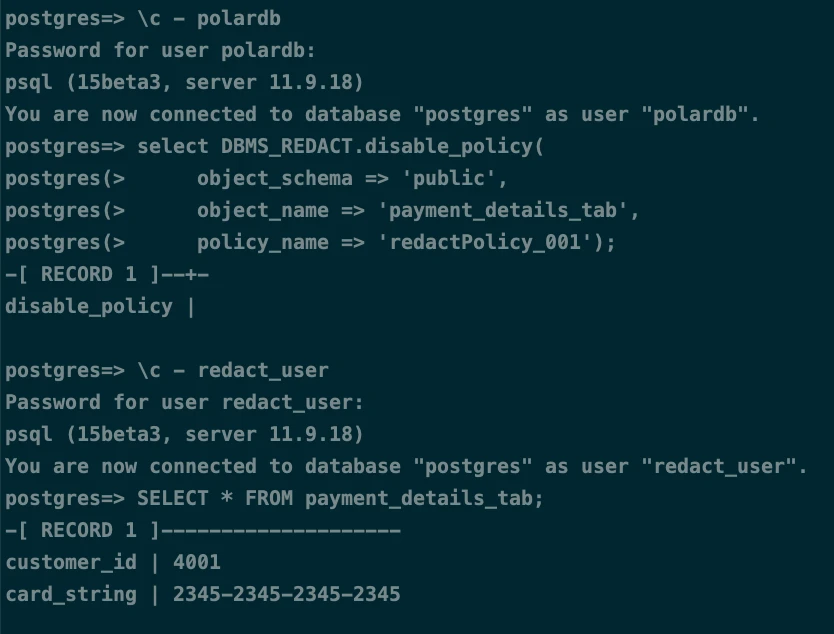 postgres=> \c - polardb
Password for user polardb:
psql (15beta3, server 11.9.18)
You are now connected to database "postgres" as user "polardb".
postgres=> select DBMS_REDACT.disable_policy(
postgres(>      object_schema => 'public',
postgres(>      object_name => 'payment_details_tab',
postgres(>      policy_name => 'redactPolicy_001');
-[ RECORD 1 ]--+-
disable_policy |
postgres=> \c - redact_user
Password for user redact_user:
psql (15beta3, server 11.9.18)
You are now connected to database "postgres" as user "redact_user".
postgres=> SELECT * FROM payment_details_tab;
-[ RECORD 1 ]--------------------
customer_id | 4001
card_string | 2345-2345-2345-2345